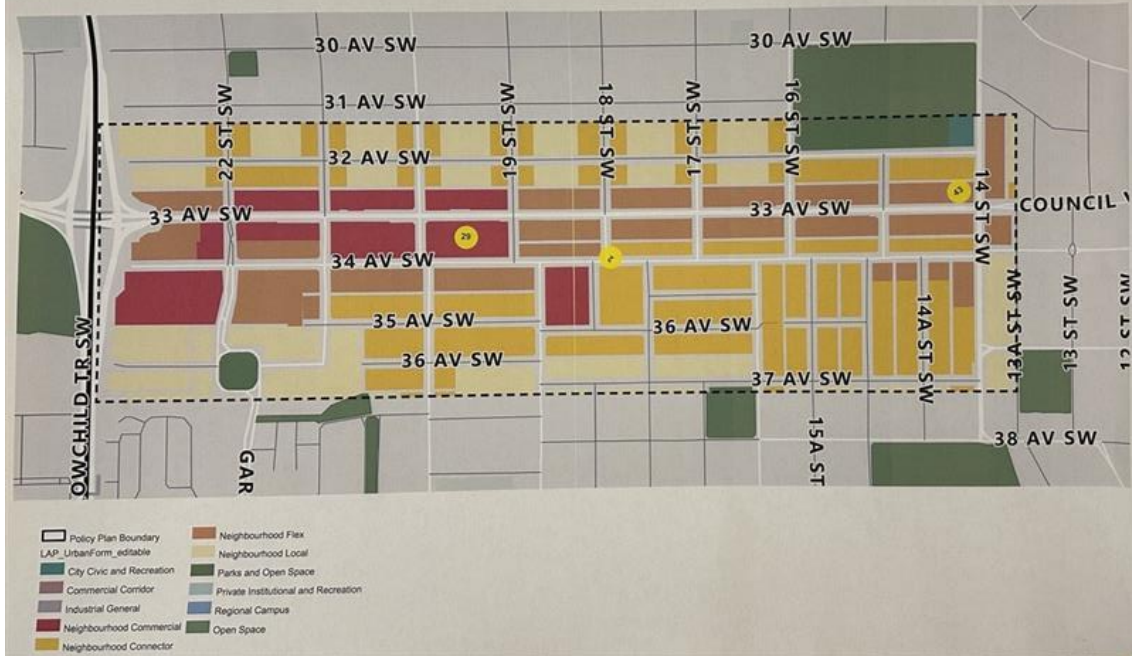 30 AV SW
30 AV SW
31 AV SW
22 ST SW
19 ST SW
18 ST SW
17 ST SW
16 ST SW
32 AV SW
33 AV SW
33 AV SW
43
14 ST SW
COUNCIL
29
34 AV SW
35 AV SW
36 AV SW
36 AV SW
37 AV SW
14A ST SW
13A ST SW
13 ST SW
12 ST SW
OWCHILD TR SW
GAR
15A ST
38 AV SW
Policy Plan Boundary
LAP_UrbanForm_editable
City Civic and Recreation
Commercial Corridor
Industrial General
Neighbourhood Commercial
Neighbourhood Connector
Neighbourhood Flex
Neighbourhood Local
Parks and Open Space
Private Institutional and Recreation
Regional Campus
Open Space